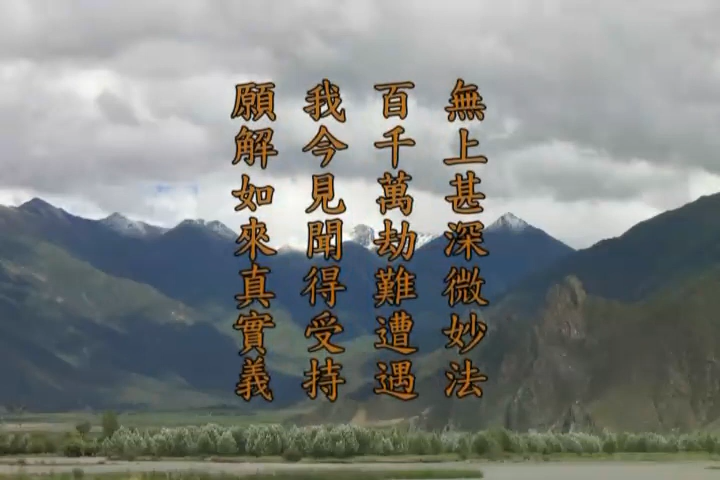 無上甚深微妙法
百千萬劫難遭遇
我今見聞得受持
願解如來真實義